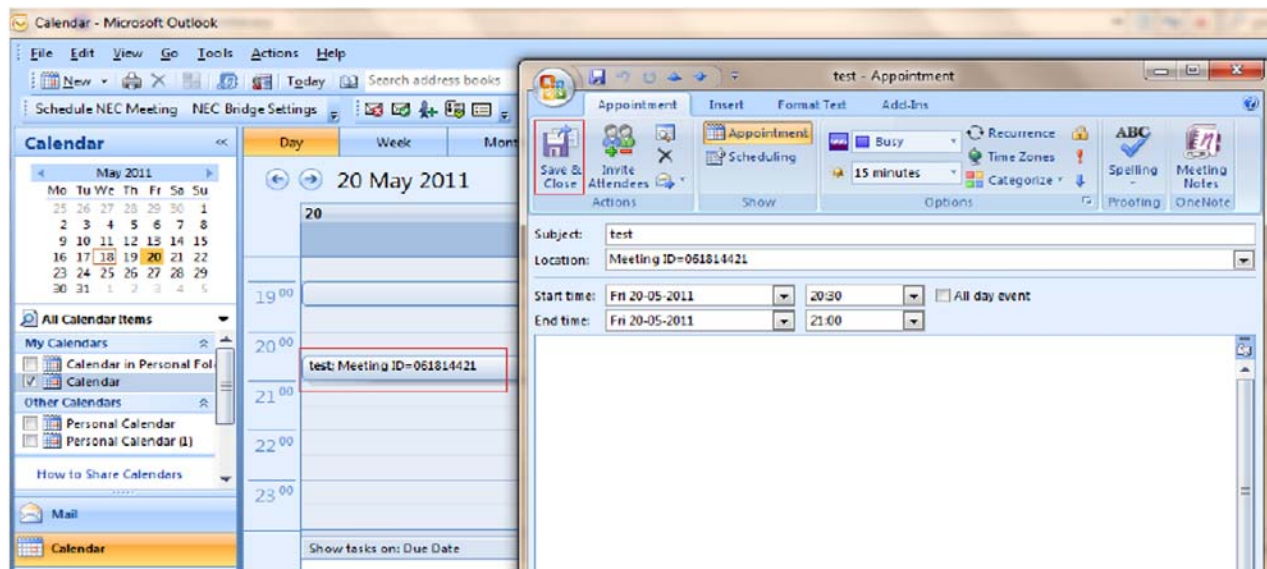 Calendar - Microsoft Outlook
File Edit View Go Tools Actions Help
New Today Search address books
Schedule NEC Meeting NEC Bridge Settings
Calendar
May 2011
Mo Tu We Th Fr Sa Su
25 26 27 28 29 30 1
2 3 4 5 6 7 8
9 10 11 12 13 14 15
16 17 18 19 20 21 22
23 24 25 26 27 28 29
30 31 1 2 3 4 5
All Calendar Items
My Calendars
Calendar in Personal Fol
Calendar
Other Calendars
Personal Calendar
Personal Calendar (1)
How to Share Calendars
Mail
Calendar
Day Week Mont
20 May 2011
20
19 00
20 00
test; Meeting ID=061814421
21 00
22 00
23 00
Show tasks on: Due Date
test - Appointment
Appointment Insert Format Text Add-Ins
Save & Close
Invite Attendees
Actions
Appointment
Scheduling
Show
Busy
15 minutes
Recurrence
Time Zones
Categorize
Options
ABC
Spelling
Proofing
Meeting Notes
OneNote
Subject: test
Location: Meeting ID=061814421
Start time: Fri 20-05-2011 20:30 All day event
End time: Fri 20-05-2011 21:00